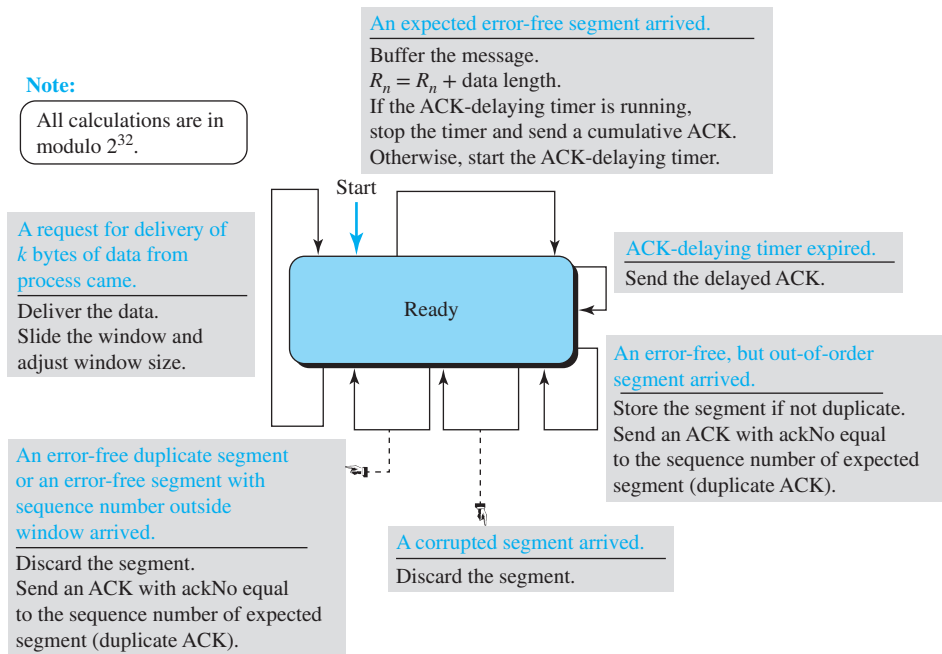 An expected error-free segment arrived.
Buffer the message.
Rₙ = Rₙ + data length.
If the ACK-delaying timer is running,
stop the timer and send a cumulative ACK.
Otherwise, start the ACK-delaying timer.
Note:
All calculations are in
modulo 2³².
Start
A request for delivery of
k bytes of data from
process came.
Deliver the data.
Slide the window and
adjust window size.
Ready
ACK-delaying timer expired.
Send the delayed ACK.
An error-free, but out-of-order
segment arrived.
Store the segment if not duplicate.
Send an ACK with ackNo equal
to the sequence number of expected
segment (duplicate ACK).
An error-free duplicate segment
or an error-free segment with
sequence number outside
window arrived.
Discard the segment.
Send an ACK with ackNo equal
to the sequence number of expected
segment (duplicate ACK).
A corrupted segment arrived.
Discard the segment.